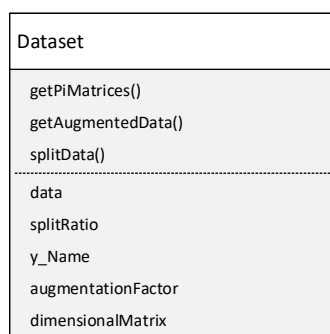 Dataset
getPiMatrices()
getAugmentedData()
splitData()
data
splitRatio
y_Name
augmentationFactor
dimensionalMatrix